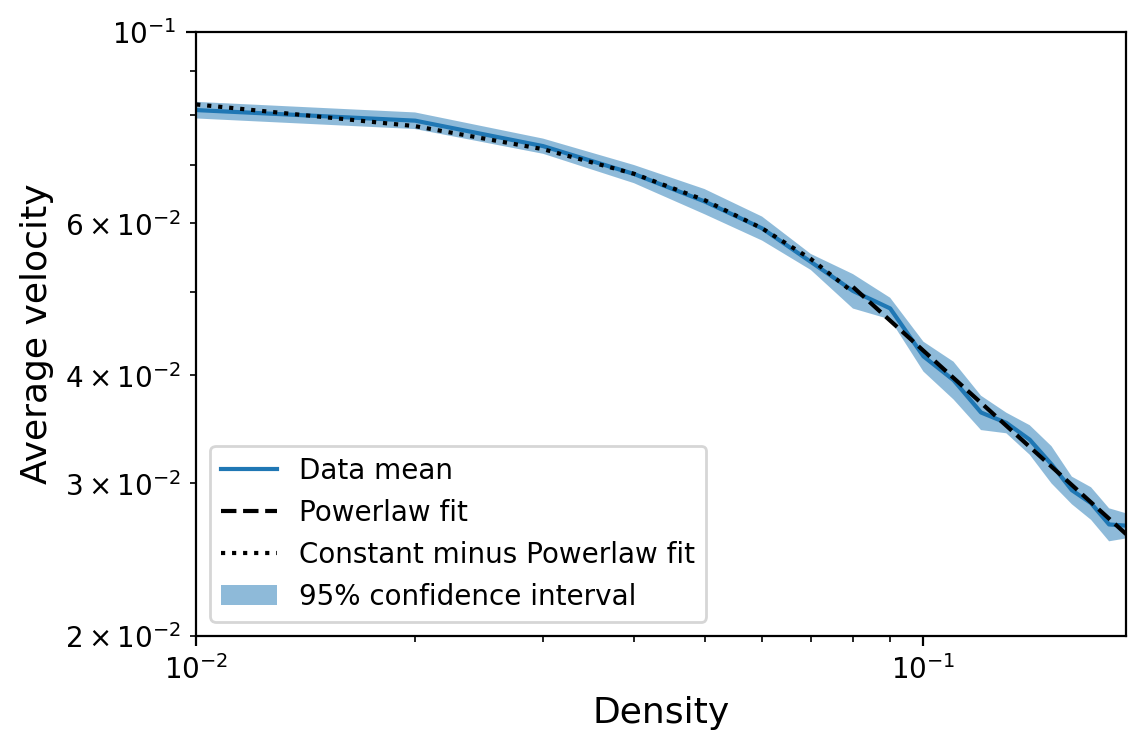 10⁻¹
6 × 10⁻²
4 × 10⁻²
3 × 10⁻²
2 × 10⁻²
Average velocity
Data mean
Powerlaw fit
Constant minus Powerlaw fit
95% confidence interval
10⁻²
10⁻¹
Density